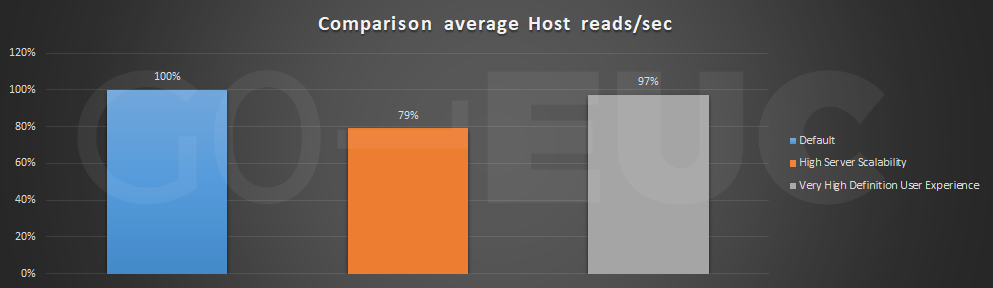 Comparison average Host reads/sec
120%
100%
80%
60%
40%
20%
0%
100%
79%
97%
Default
High Server Scalability
Very High Definition User Experience
GO-EUC